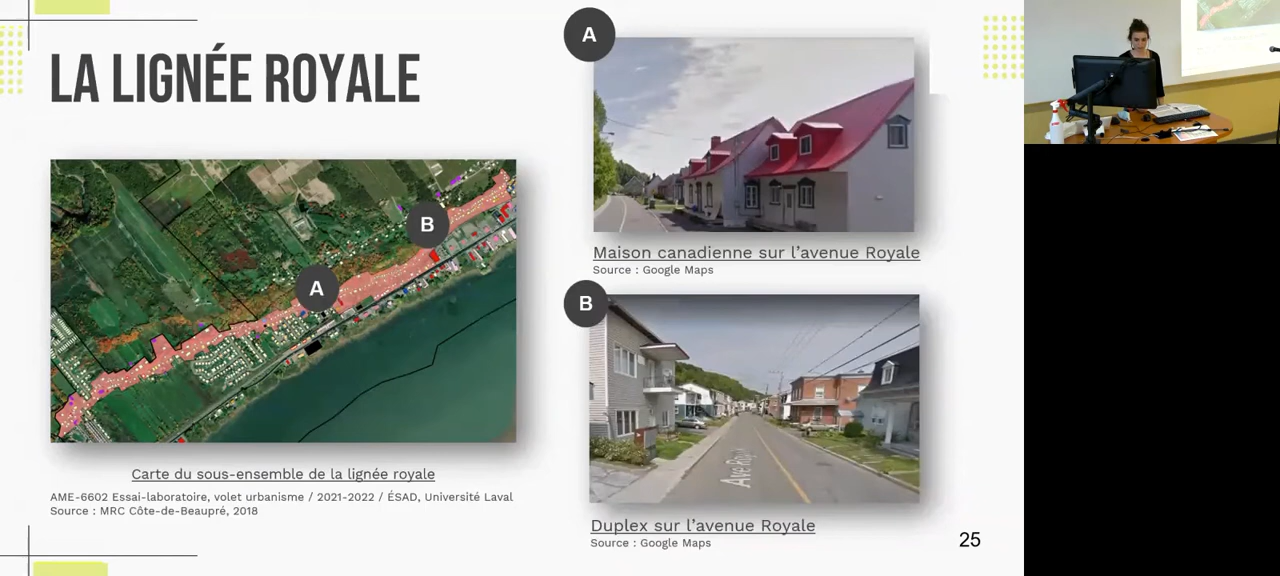 LA LIGNÉE ROYALE
A
B
A
Carte du sous-ensemble de la lignée royale
AME-6602 Essai-laboratoire, volet urbanisme / 2021-2022 / ÉSAD, Université Laval
Source : MRC Côte-de-Beaupré, 2018
Maison canadienne sur l’avenue Royale
Source : Google Maps
B
Ave Roy
Duplex sur l’avenue Royale
Source : Google Maps
25